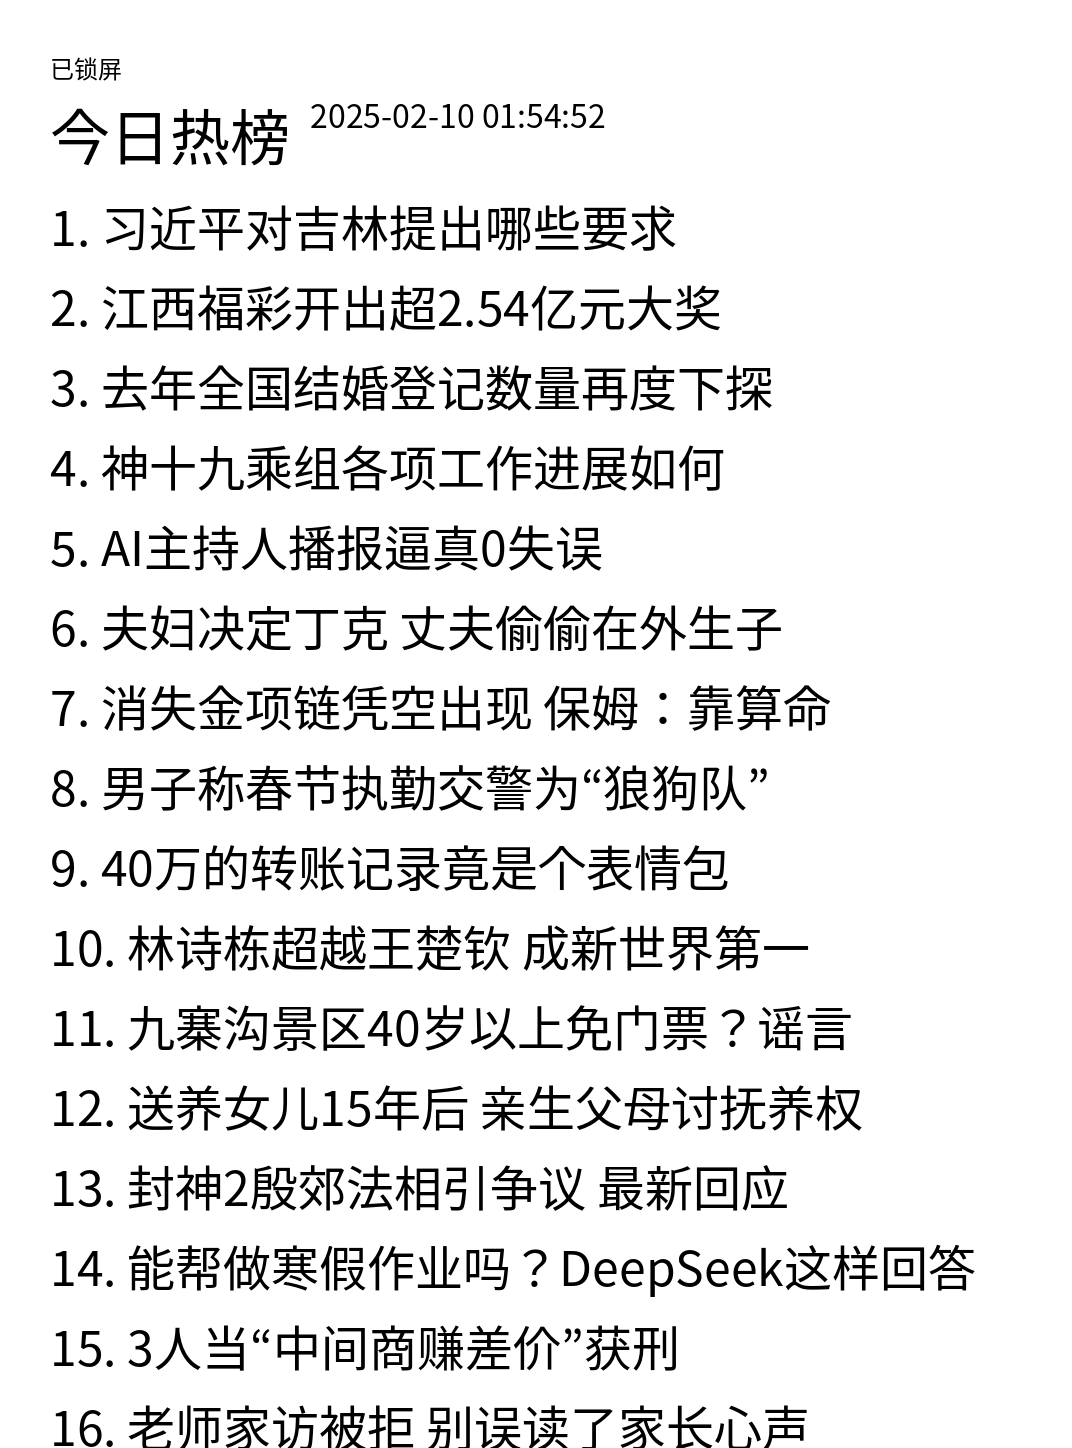 已锁屏
今日热榜 2025-02-10 01:54:52
1. 习近平对吉林提出哪些要求
2. 江西福彩开出超2.54亿元大奖
3. 去年全国结婚登记数量再度下探
4. 神十九乘组各项工作进展如何
5. AI主持人播报逼真0失误
6. 夫妇决定丁克 丈夫偷偷在外生子
7. 消失金项链凭空出现 保姆：靠算命
8. 男子称春节执勤交警为“狼狗队”
9. 40万的转账记录竟是个表情包
10. 林诗栋超越王楚钦 成新世界第一
11. 九寨沟景区40岁以上免门票？谣言
12. 送养女儿15年后 亲生父母讨抚养权
13. 封神2殷郊法相引争议 最新回应
14. 能帮做寒假作业吗？DeepSeek这样回答
15. 3人当“中间商赚差价”获刑
16. 老师家访被拒 别误读了家长心声